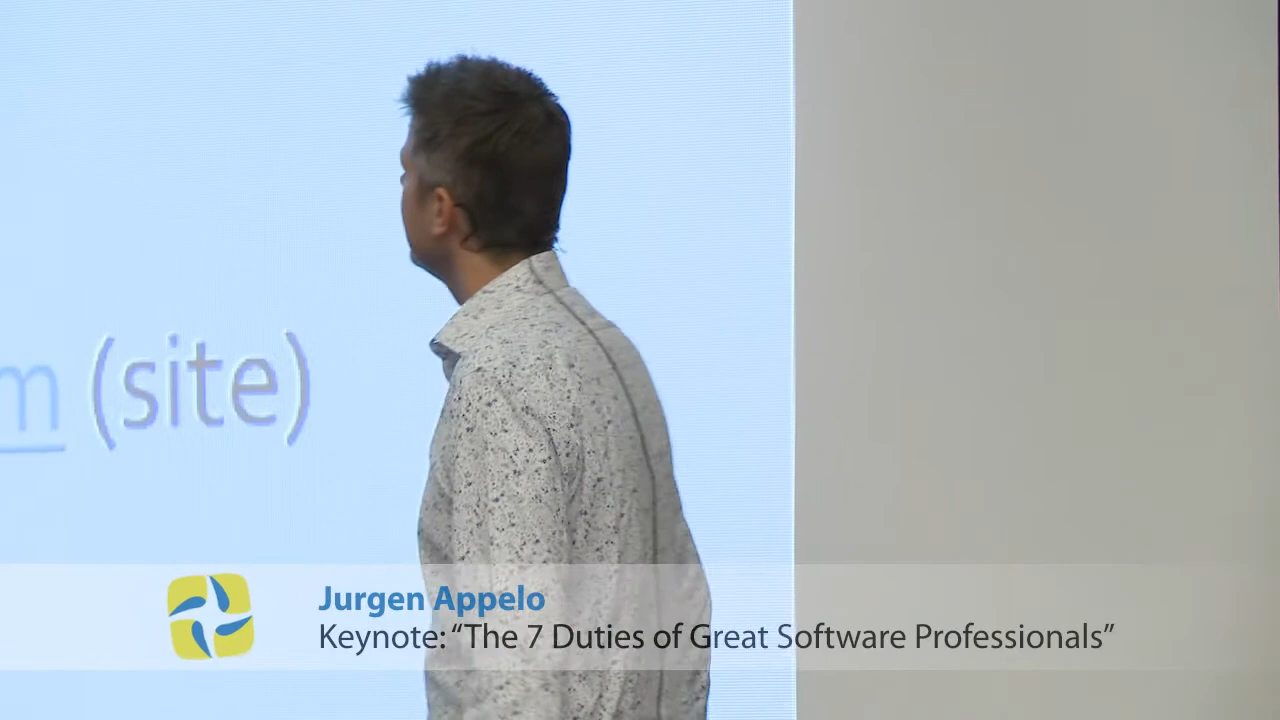 m (site)
Jurgen Appelo
Keynote: “The 7 Duties of Great Software Professionals”